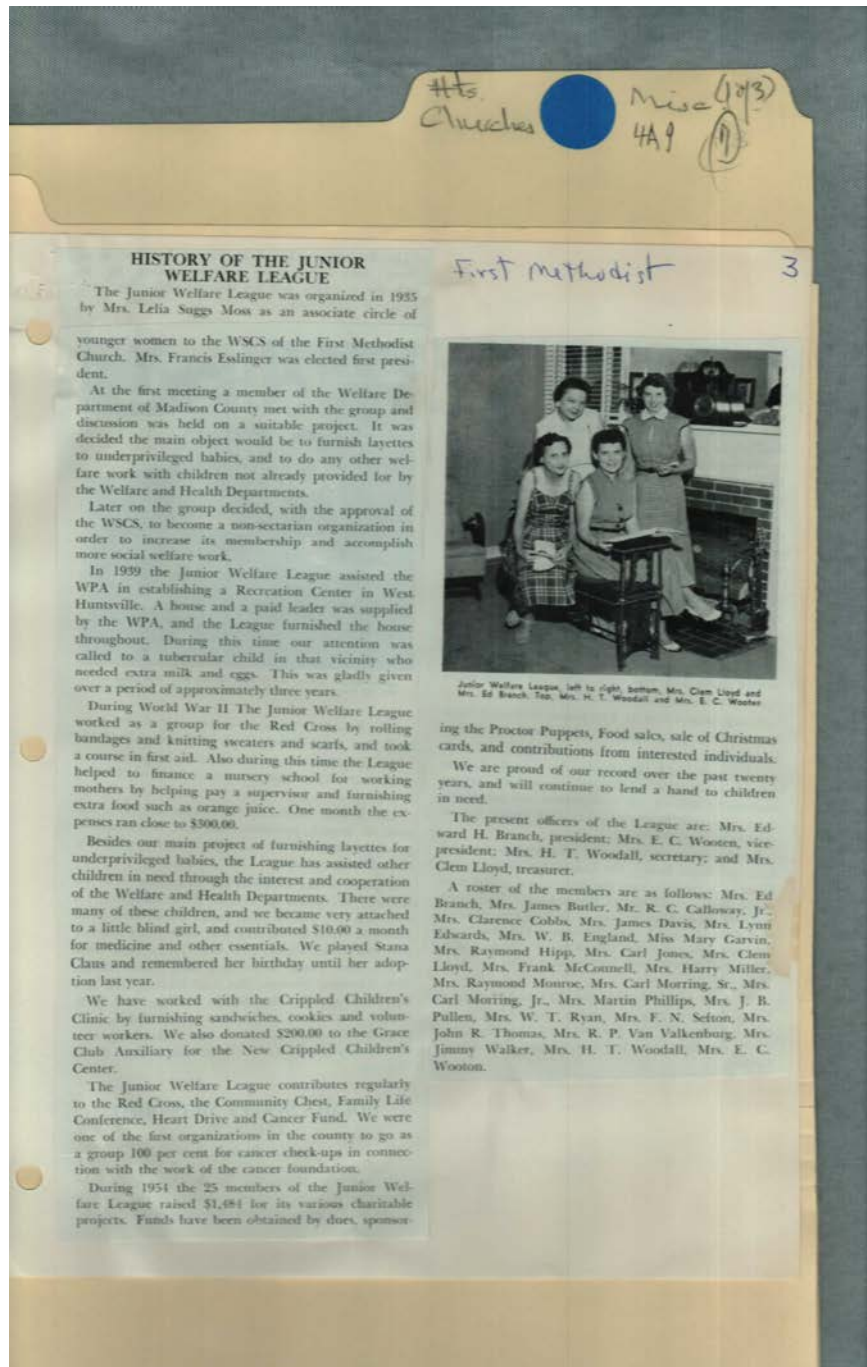 Hts.
Churches
Misc (1 of 3)
4A9
HISTORY OF THE JUNIOR
WELFARE LEAGUE
The Junior Welfare League was organized in 1935
by Mrs. Lelia Suggs Moss as an associate circle of
younger women to the WSCS of the First Methodist
Church. Mrs. Francis Esslinger was elected first presi-
dent.
At the first meeting a member of the Welfare De-
partment of Madison County met with the group and
discussion was held on a suitable project. It was
decided the main object would be to furnish layettes
to underprivileged babies, and to do any other wel-
fare work with children not already provided for by
the Welfare and Health Departments.
Later on the group decided, with the approval of
the WSCS, to become a non-sectarian organization in
order to increase its membership and accomplish
more social welfare work.
In 1939 the Junior Welfare League assisted the
WPA in establishing a Recreation Center in West
Huntsville. A house and a paid leader was supplied
by the WPA, and the League furnished the house
throughout. During this time our attention was
called to a tubercular child in that vicinity who
needed extra milk and eggs. This was gladly given
over a period of approximately three years.
During World War II The Junior Welfare League
worked as a group for the Red Cross by rolling
bandages and knitting sweaters and scarfs, and took
a course in first aid. Also during this time the League
helped to finance a nursery school for working
mothers by helping pay a supervisor and furnishing
extra food such as orange juice. One month the ex-
penses ran close to $300.00.
Besides our main project of furnishing layettes for
underprivileged babies, the League has assisted other
children in need through the interest and cooperation
of the Welfare and Health Departments. There were
many of these children, and we became very attached
to a little blind girl, and contributed $10.00 a month
for medicine and other essentials. We played Stana
Claus and remembered her birthday until her adop-
tion last year.
We have worked with the Crippled Children's
Clinic by furnishing sandwiches, cookies and volun-
teer workers. We also donated $200.00 to the Grace
Club Auxiliary for the New Crippled Children's
Center.
The Junior Welfare League contributes regularly
to the Red Cross, the Community Chest, Family Life
Conference, Heart Drive and Cancer Fund. We were
one of the first organizations in the county to go as
a group 100 per cent for cancer check-ups in connec-
tion with the work of the cancer foundation.
During 1954 the 25 members of the Junior Wel-
fare League raised $1,484 for its various charitable
projects. Funds have been obtained by dues, sponsor-
First Methodist
3
Junior Welfare League, left to right, bottom, Mrs. Clem Lloyd and
Mrs. Ed Branch. Top, Mrs. H. T. Woodall and Mrs. E. C. Wooten
ing the Proctor Puppets, Food sales, sale of Christmas
cards, and contributions from interested individuals.
We are proud of our record over the past twenty
years, and will continue to lend a hand to children
in need.
The present officers of the League are: Mrs. Ed-
ward H. Branch, president; Mrs. E. C. Wooten, vice-
president; Mrs. H. T. Woodall, secretary; and Mrs.
Clem Lloyd, treasurer.
A roster of the members are as follows: Mrs. Ed
Branch, Mrs. James Butler, Mr. R. C. Calloway, Jr.,
Mrs. Clarence Cobbs, Mrs. James Davis, Mrs. Lynn
Edwards, Mrs. W. B. England, Miss Mary Garvin,
Mrs. Raymond Hipp, Mrs. Carl Jones, Mrs. Clem
Lloyd, Mrs. Frank McConnell, Mrs. Harry Miller,
Mrs. Raymond Monroe, Mrs. Carl Morring, Sr., Mrs.
Carl Morring, Jr., Mrs. Martin Phillips, Mrs. J. B.
Pullen, Mrs. W. T. Ryan, Mrs. F. N. Sefton, Mrs.
John R. Thomas, Mrs. R. P. Van Valkenburg, Mrs.
Jimmy Walker, Mrs. H. T. Woodall, Mrs. E. C.
Wooton.